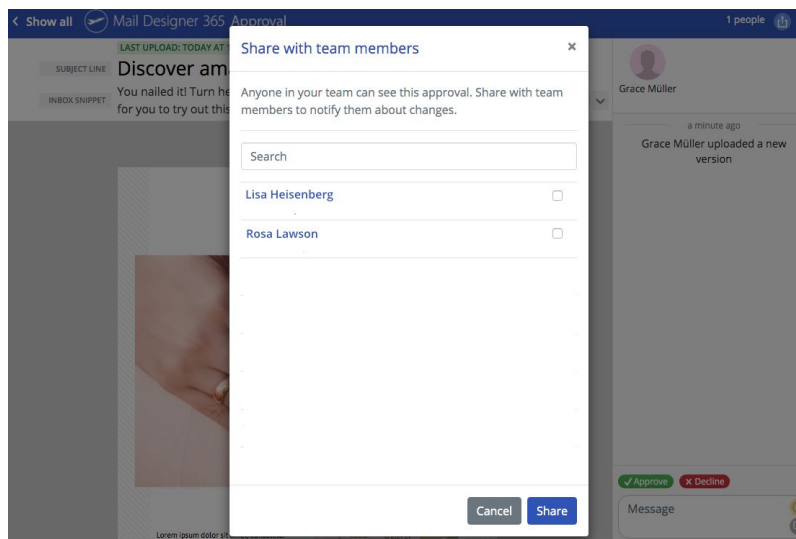 Show all Mail Designer 365 Approval 1 people
LAST UPLOAD: TODAY AT
SUBJECT LINE Discover am
INBOX SNIPPET You nailed it! Turn he
for you to try out this
Share with team members ×
Anyone in your team can see this approval. Share with team
members to notify them about changes.
Search
Lisa Heisenberg
Rosa Lawson
Cancel Share
Grace Müller
a minute ago
Grace Müller uploaded a new
version
Approve Decline
Message
Lorem ipsum dolor sit